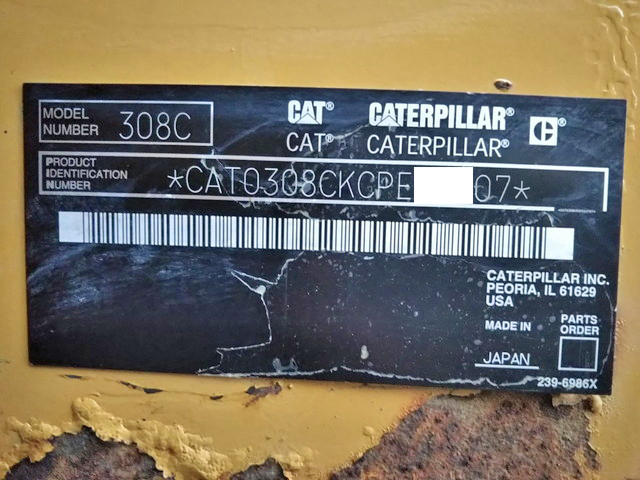 MODEL NUMBER 308C
CAT® CATERPILLAR® C®
CAT® CATERPILLAR®
PRODUCT IDENTIFICATION NUMBER *CAT0308CKCPE 07*
CATERPILLAR INC.
PEORIA, IL 61629
USA
MADE IN
JAPAN
PARTS ORDER
239-6986X